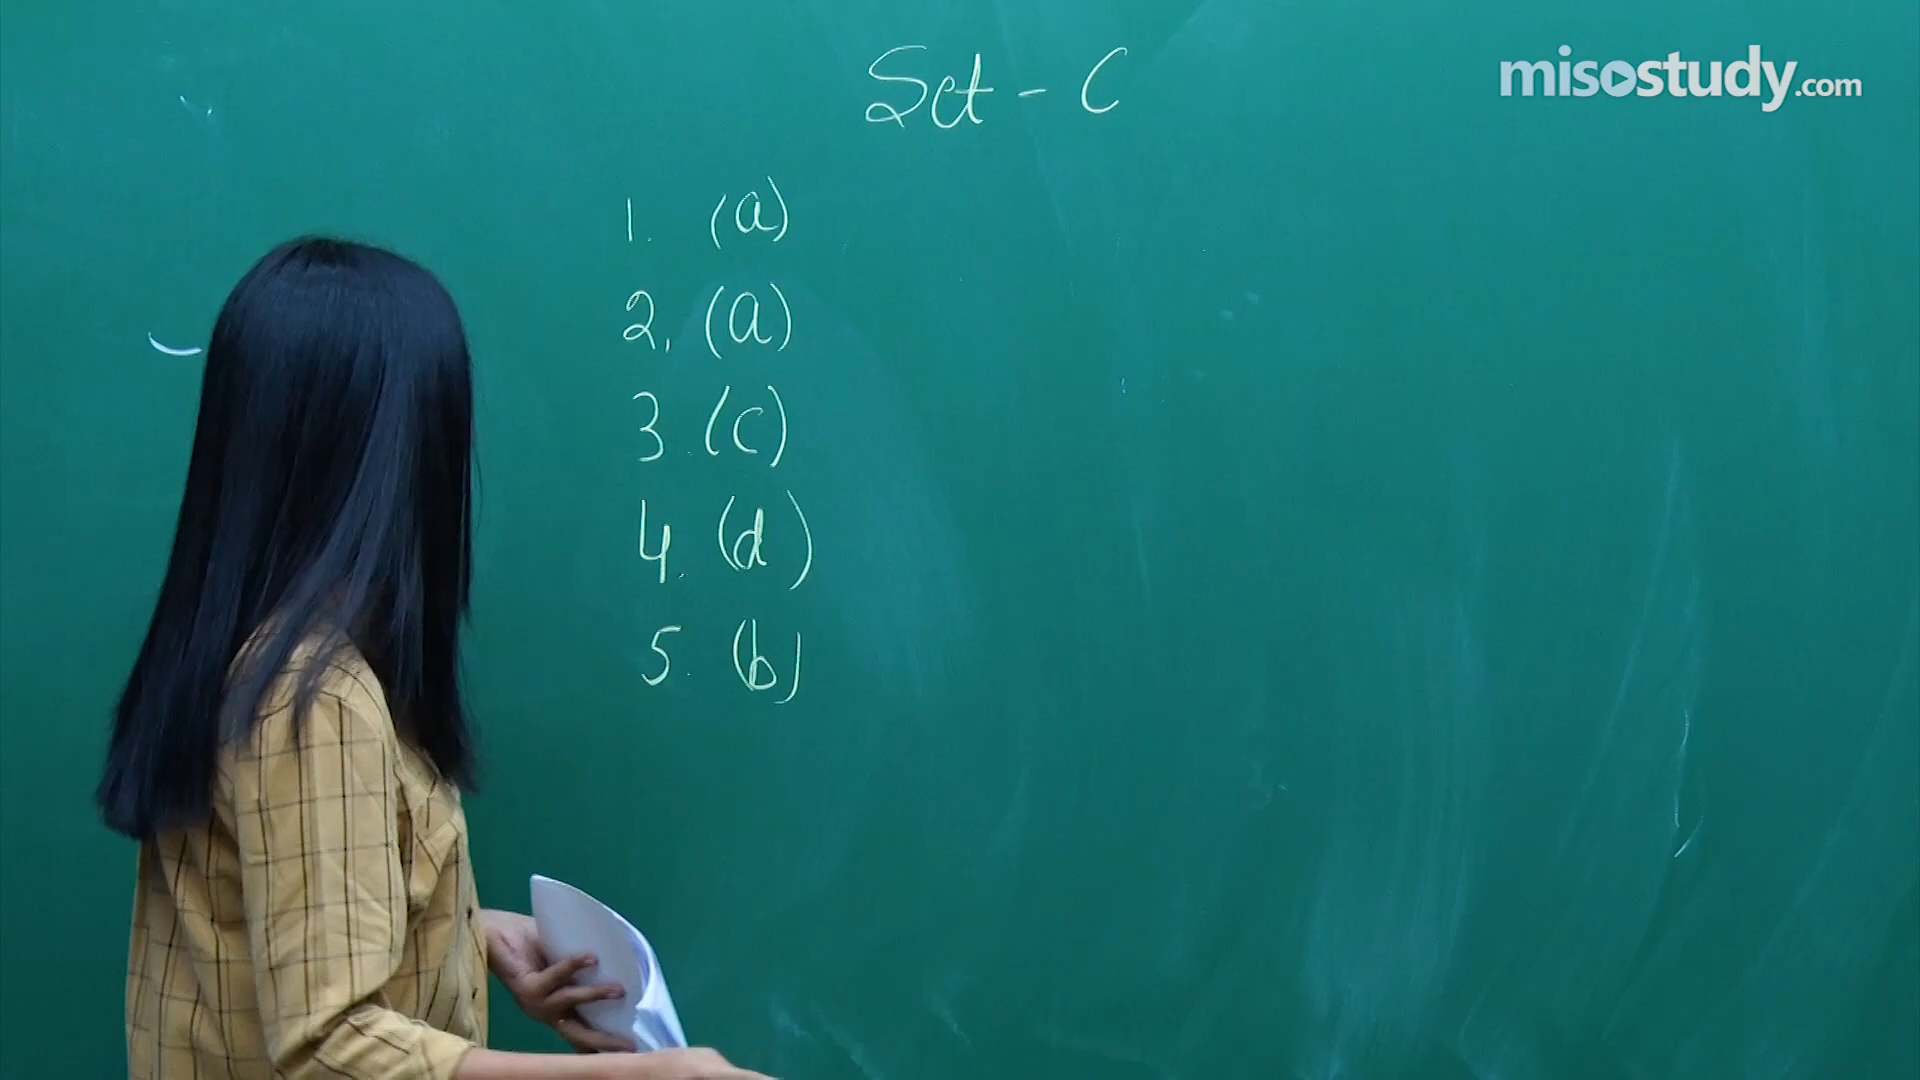 Set - C
misostudy.com
1. (a)
2. (a)
3. (c)
4. (d)
5. (b)